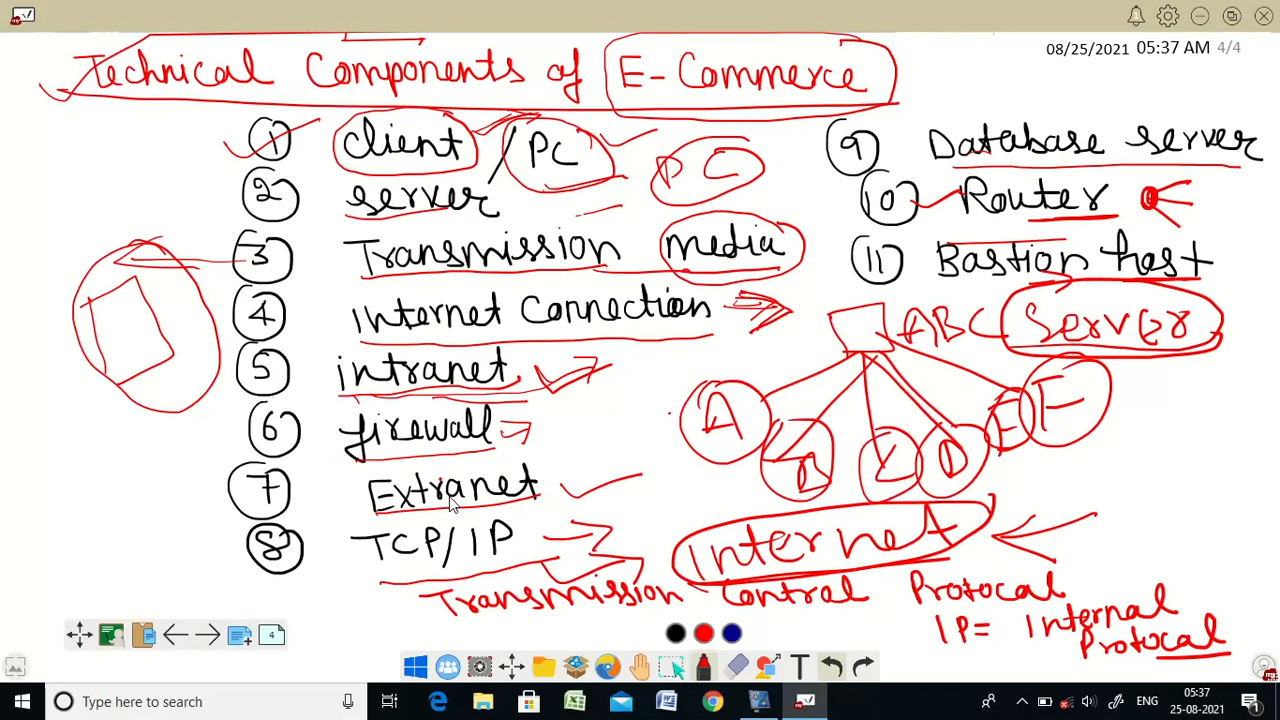 08/25/2021 05:37 AM 4/4
Technical Components of E-Commerce
① client / PC PC
② server
③ Transmission media
④ internet Connection
⑤ intranet
⑥ firewall
⑦ Extranet
⑧ TCP/IP
Transmission Control Protocal
IP= Internal
Protocal
⑨ Database server
⑩ Router
⑪ Bastion host
ABC Server
A B C D E F
internet
Type here to search
ENG
05:37
25-08-2021